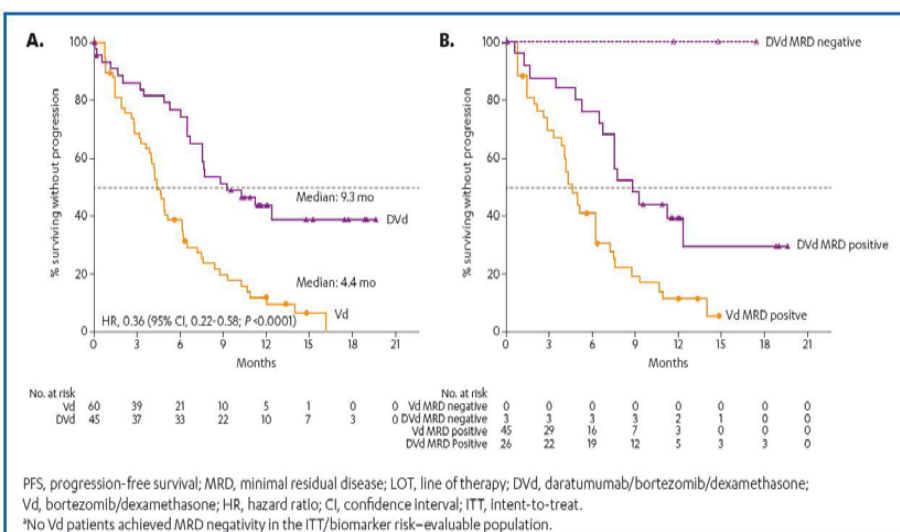 A.
% surviving without progression
100
80
60
40
20
0
Median: 9.3 mo
DVd
Median: 4.4 mo
Vd
HR, 0.36 (95% CI, 0.22-0.58; P<0.0001)
0 3 6 9 12 15 18 21
Months
No. at risk
Vd 60 39 21 10 5 1 0 0
DVd 45 37 33 22 10 7 3 0
B.
% surviving without progression
100
80
60
40
20
0
DVd MRD negative
DVd MRD positive
Vd MRD positve
0 3 6 9 12 15 18 21
Months
No. at risk
Vd MRD negative 0 0 0 0 0 0 0 0
DVd MRD negative 3 3 3 3 2 1 0 0
Vd MRD positive 45 29 16 7 3 0 0 0
DVd MRD Positive 26 22 19 12 5 3 3 0
PFS, progression-free survival; MRD, minimal residual disease; LOT, line of therapy; DVd, daratumumab/bortezomib/dexamethasone;
Vd, bortezomib/dexamethasone; HR, hazard ratio; CI, confidence interval; ITT, intent-to-treat.
ªNo Vd patients achieved MRD negativity in the ITT/biomarker risk–evaluable population.